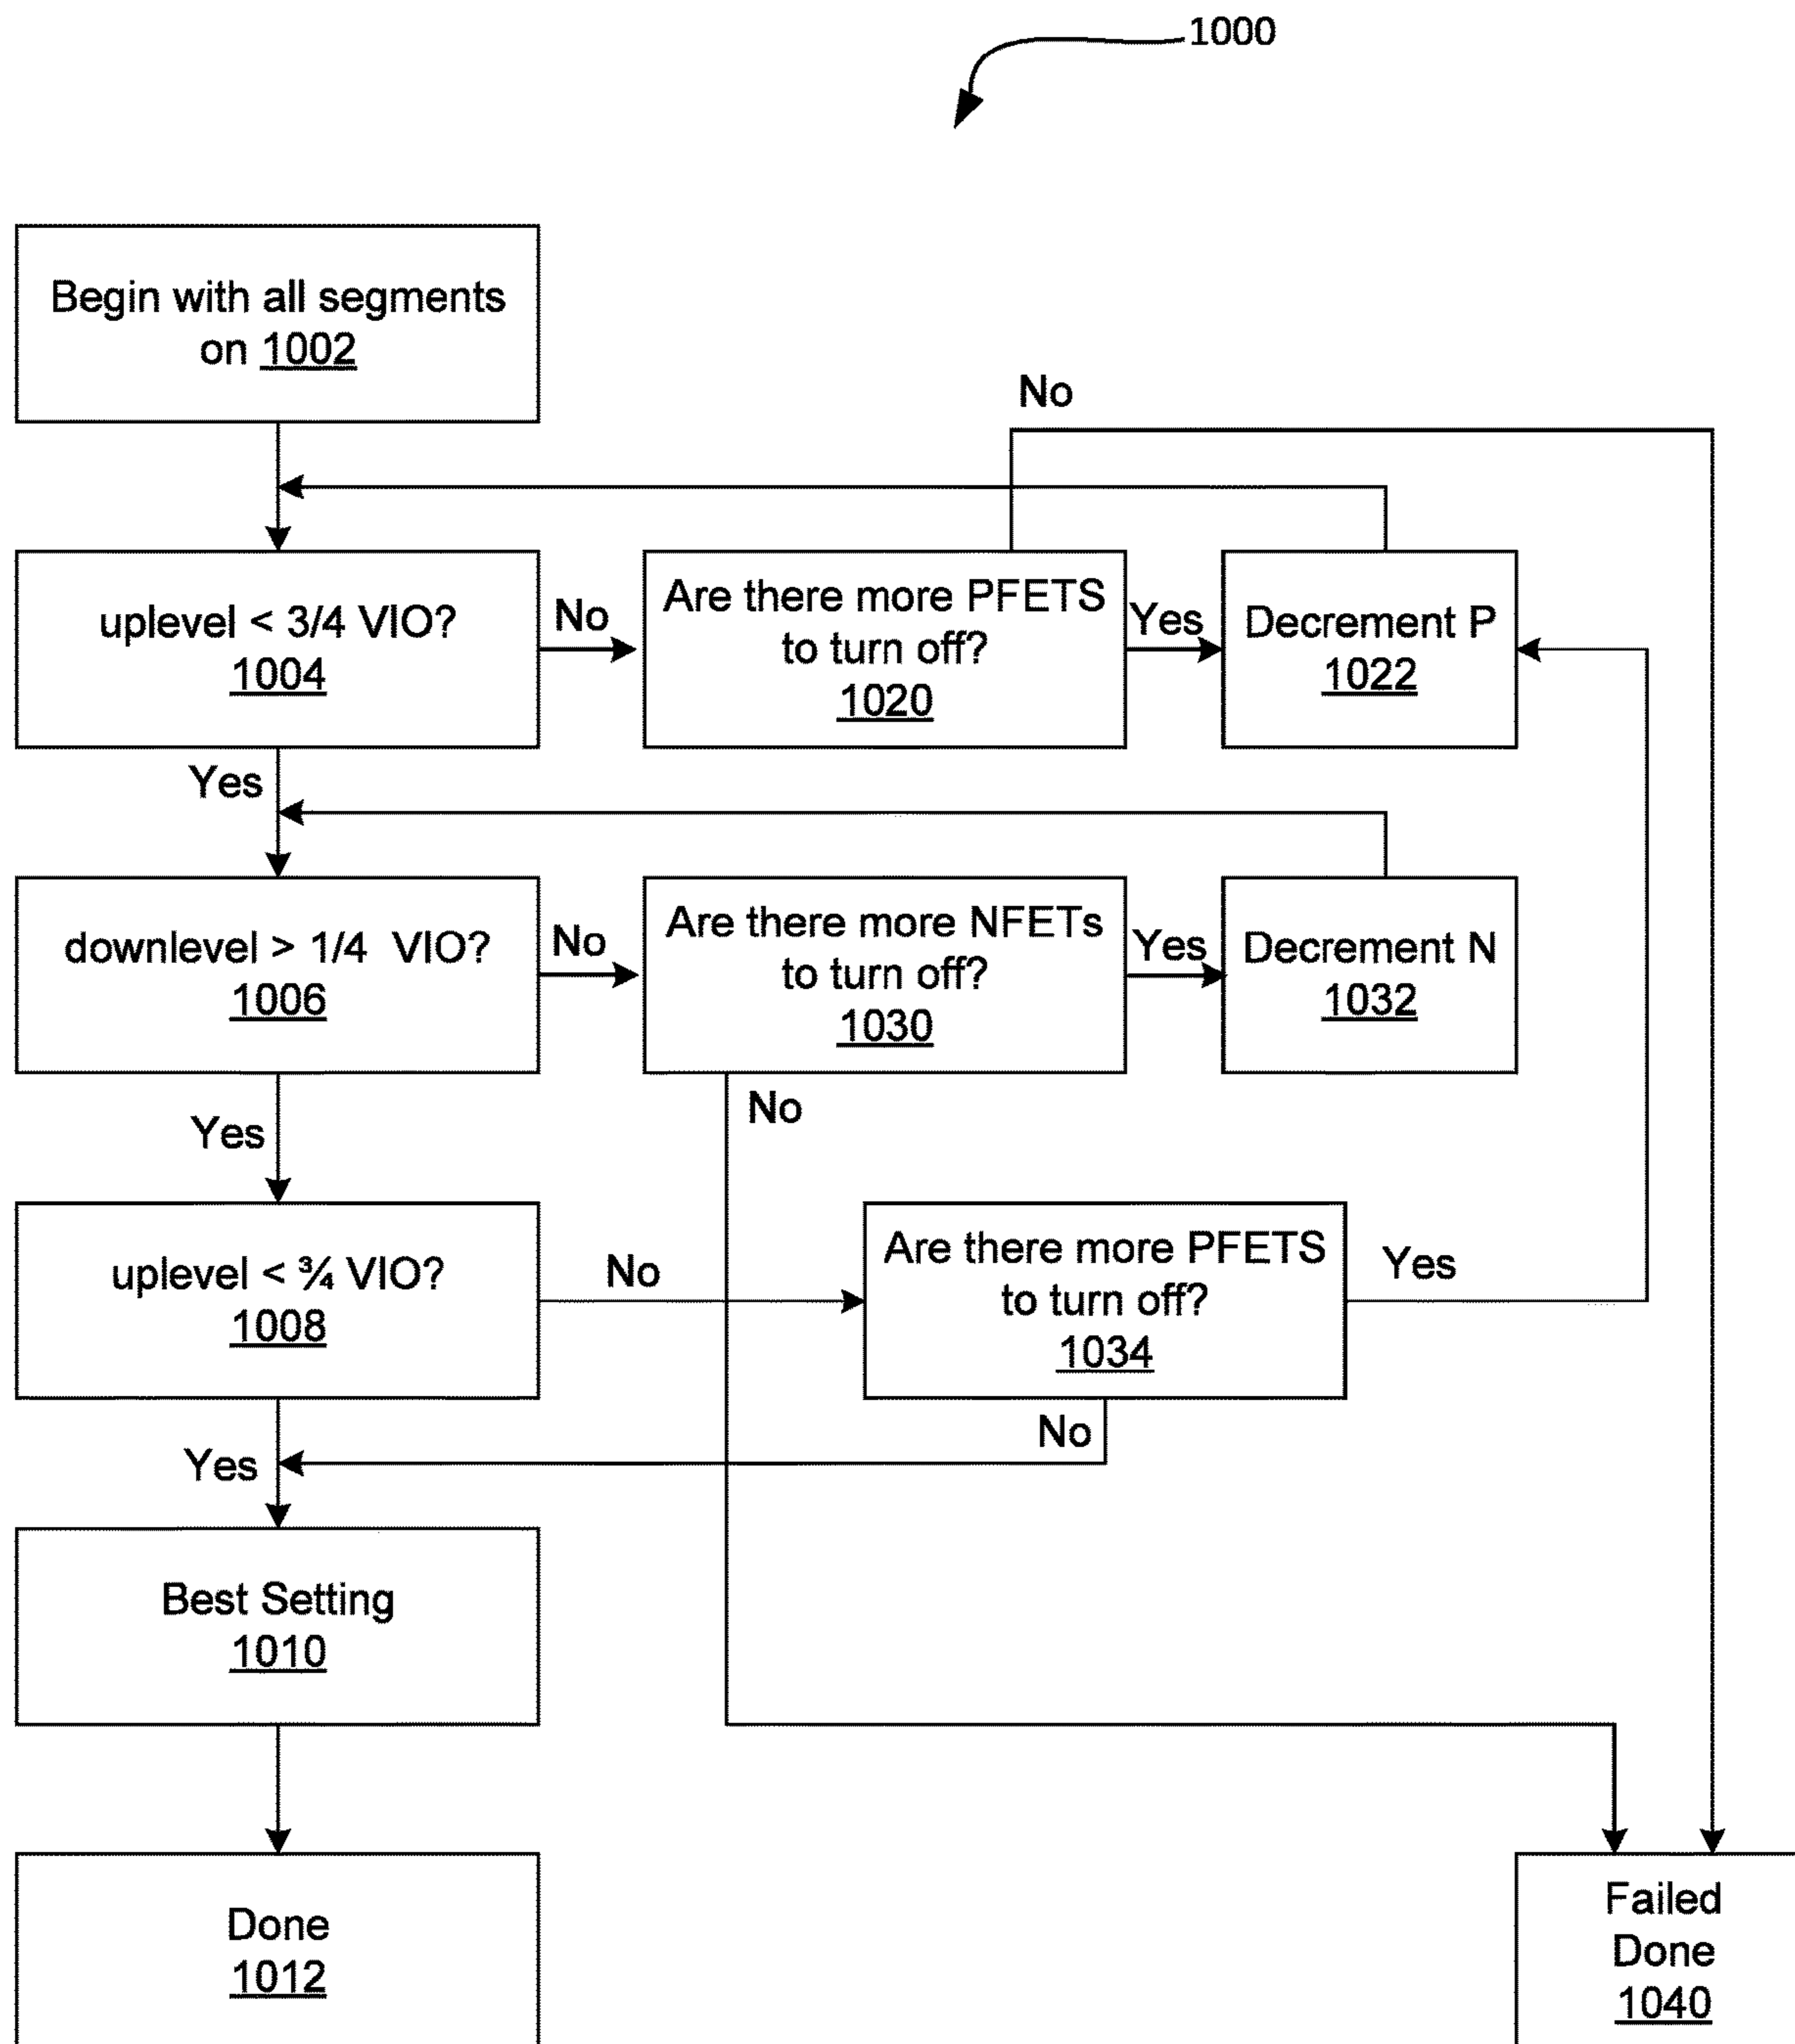 1000
Begin with all segments
on 1002
No
uplevel < 3/4 VIO?
1004
No
Are there more PFETS
to turn off?
1020
Yes
Decrement P
1022
Yes
downlevel > 1/4 VIO?
1006
No
Are there more NFETs
to turn off?
1030
Yes
Decrement N
1032
No
Yes
uplevel < ¾ VIO?
1008
No
Are there more PFETS
to turn off?
1034
Yes
No
Yes
Best Setting
1010
Done
1012
Failed
Done
1040